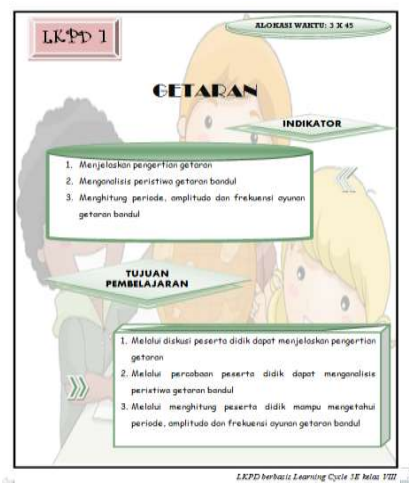 LKPD 1
ALOKASI WAKTU: 3 X 45
GETARAN
INDIKATOR
1. Menjelaskan pengertian getaran
2. Menganalisis peristiwa getaran bandul
3. Menghitung periode, amplitudo dan frekuensi ayunan
getaran bandul
TUJUAN
PEMBELAJARAN
1. Melalui diskusi peserta didik dapat menjelaskan pengertian
getaran
2. Melalui percobaan peserta didik dapat menganalisis
peristiwa getaran bandul
3. Melalui menghitung peserta didik mampu mengetahui
periode, amplitudo dan frekuensi ayunan getaran bandul
LKPD berbasis Learning Cycle 5E kelas VIII